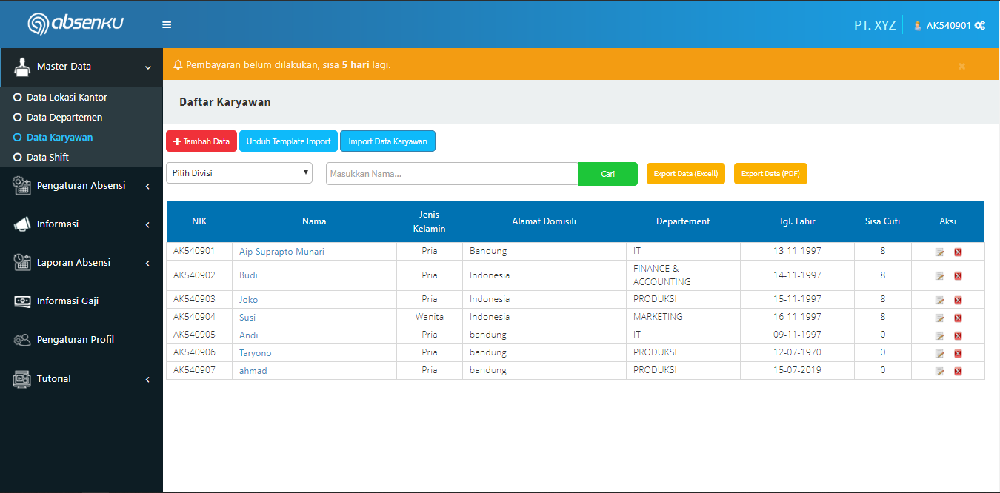 absenku
PT. XYZ
AK540901
Master Data
Data Lokasi Kantor
Data Departemen
Data Karyawan
Data Shift
Pengaturan Absensi
Informasi
Laporan Absensi
Informasi Gaji
Pengaturan Profil
Tutorial
Pembayaran belum dilakukan, sisa 5 hari lagi.
Daftar Karyawan
Tambah Data Unduh Template Import Import Data Karyawan
Pilih Divisi Masukkan Nama... Cari Export Data (Excell) Export Data (PDF)
NIK Nama Jenis Kelamin Alamat Domisili Departement Tgl. Lahir Sisa Cuti Aksi
AK540901 Aip Suprapto Munari Pria Bandung IT 13-11-1997 8
AK540902 Budi Pria Indonesia FINANCE & ACCOUNTING 14-11-1997 8
AK540903 Joko Pria Indonesia PRODUKSI 15-11-1997 8
AK540904 Susi Wanita Indonesia MARKETING 16-11-1997 8
AK540905 Andi Pria bandung IT 09-11-1997 0
AK540906 Taryono Pria bandung PRODUKSI 12-07-1970 0
AK540907 ahmad Pria bandung PRODUKSI 15-07-2019 0